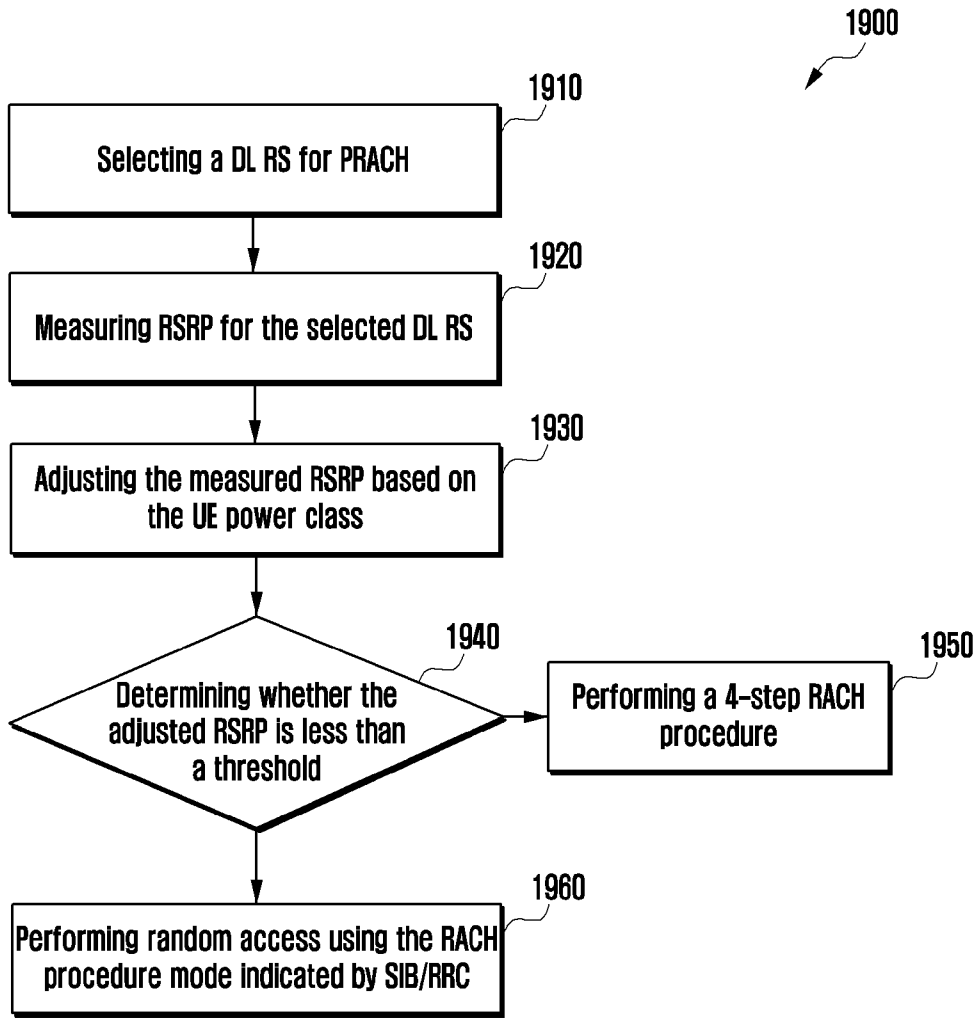 1900
1910
Selecting a DL RS for PRACH
1920
Measuring RSRP for the selected DL RS
1930
Adjusting the measured RSRP based on
the UE power class
1940
Determining whether the
adjusted RSRP is less than
a threshold
1950
Performing a 4-step RACH
procedure
1960
Performing random access using the RACH
procedure mode indicated by SIB/RRC